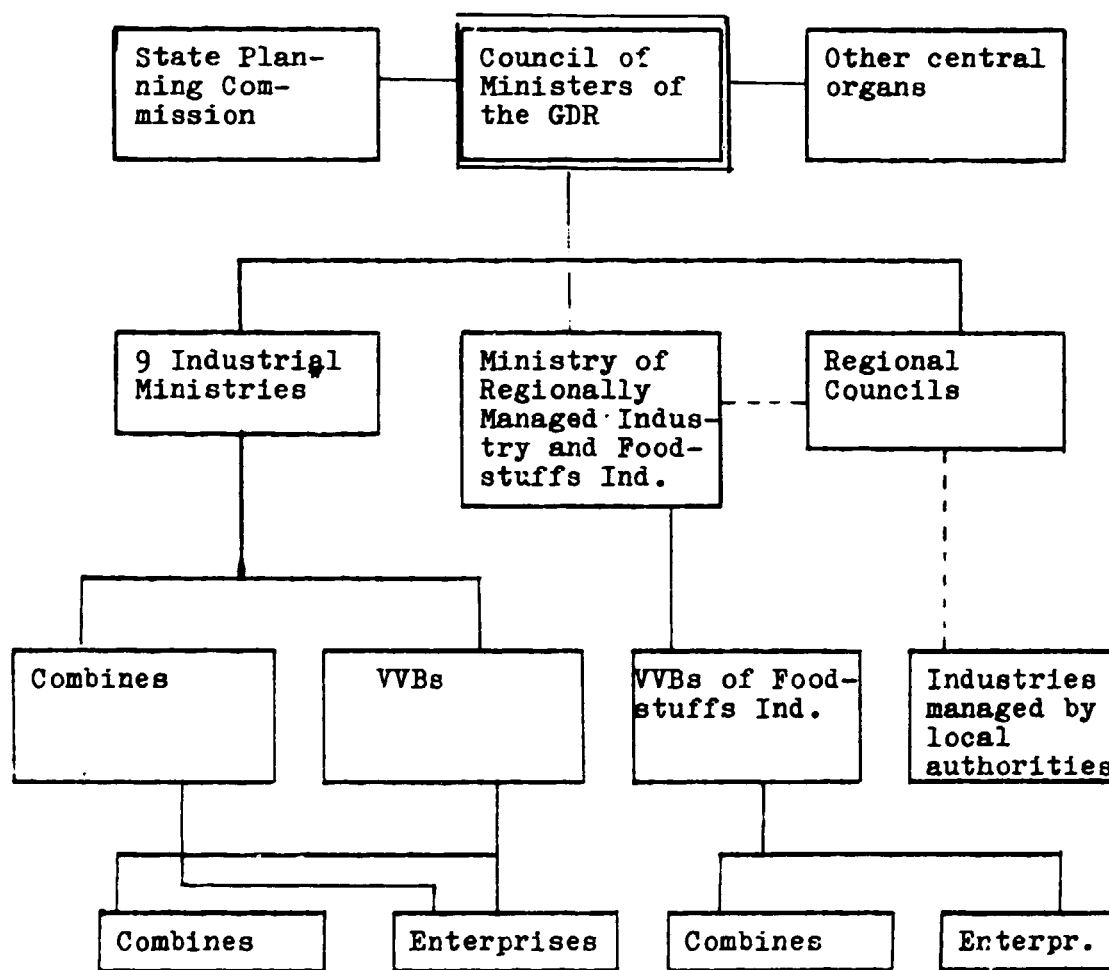 State Plan-
ning Com-
mission
Council of
Ministers of
the GDR
Other central
organs
9 Industrial
Ministries*
Ministry of
Regionally
Managed Indus-
try and Food-
stuffs Ind.
Regional
Councils
Combines
VVBs
VVBs of Food-
stuffs Ind.
Industries
managed by
local
authorities
Combines
Enterprises
Combines
Enterpr.